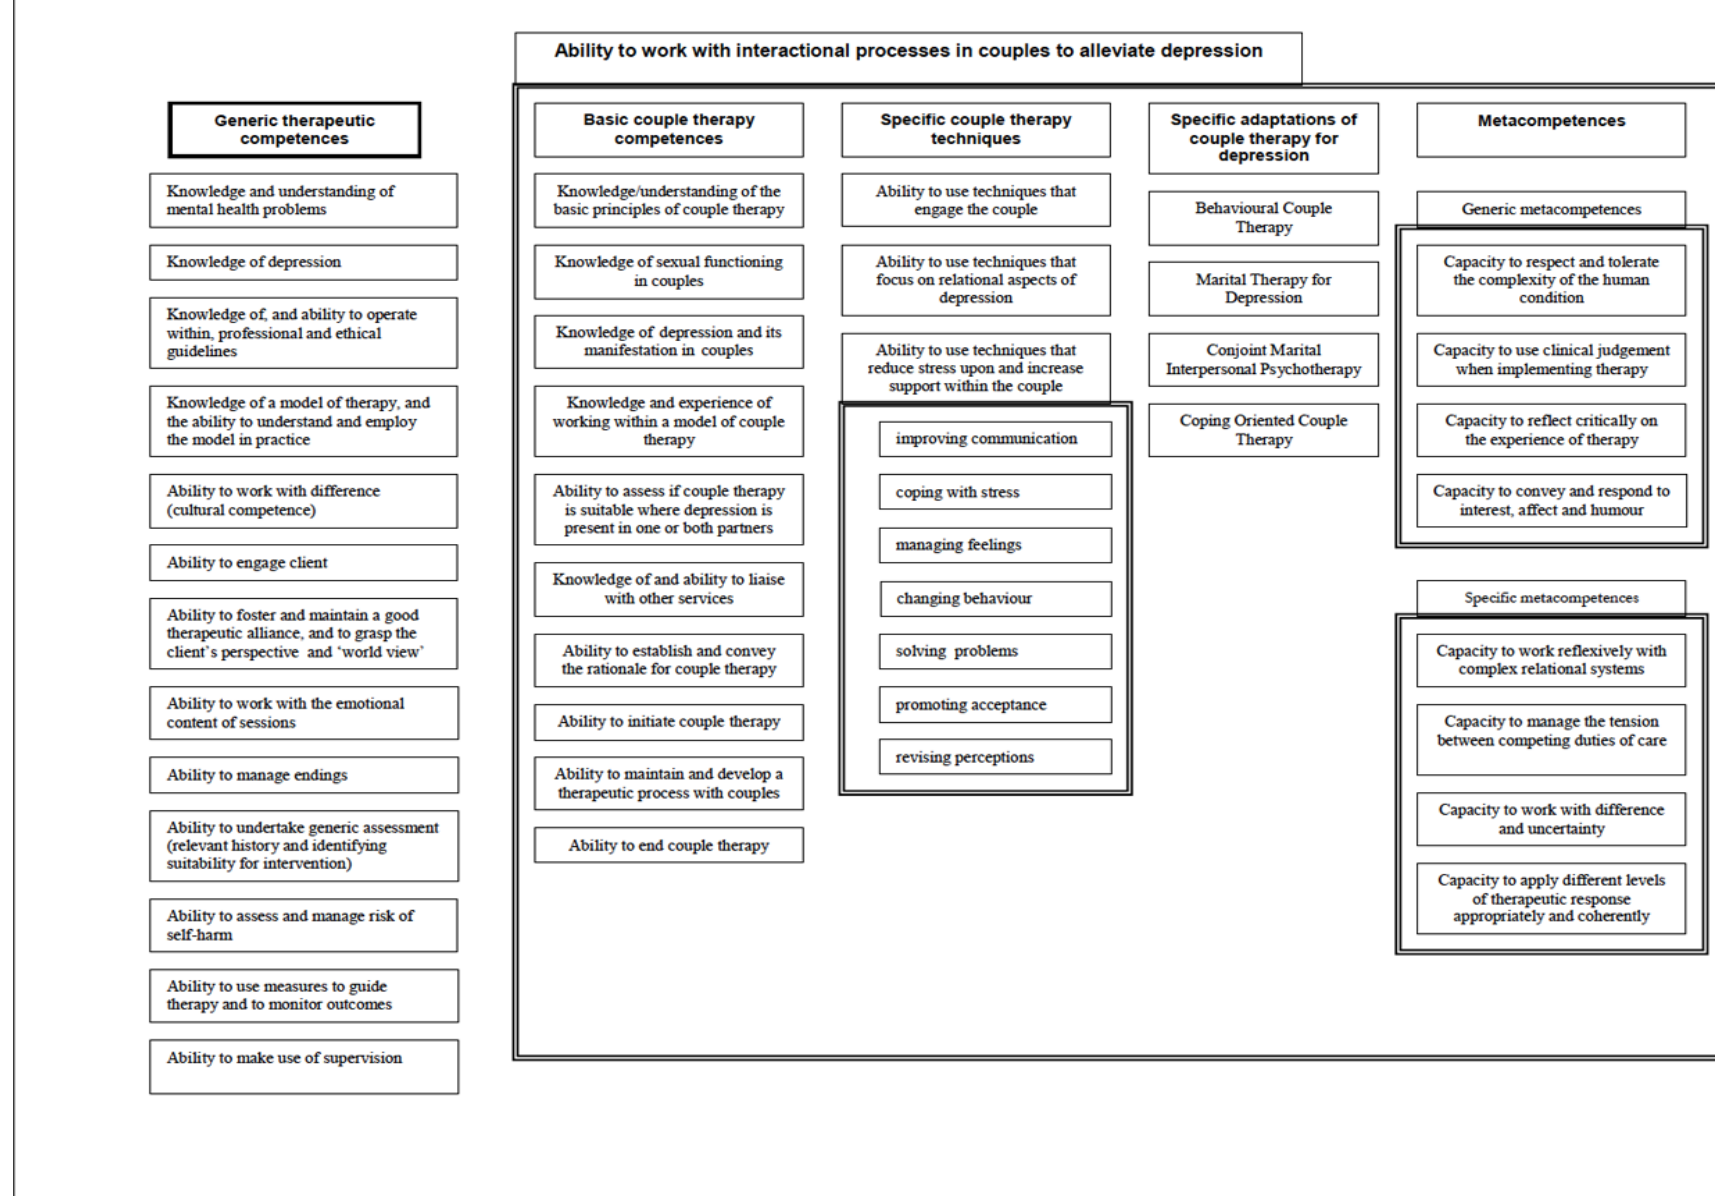 Ability to work with interactional processes in couples to alleviate depression
Generic therapeutic
competences
Knowledge and understanding of
mental health problems
Knowledge of depression
Knowledge of, and ability to operate
within, professional and ethical
guidelines
Knowledge of a model of therapy, and
the ability to understand and employ
the model in practice
Ability to work with difference
(cultural competence)
Ability to engage client
Ability to foster and maintain a good
therapeutic alliance, and to grasp the
client's perspective and ‘world view’
Ability to work with the emotional
content of sessions
Ability to manage endings
Ability to undertake generic assessment
(relevant history and identifying
suitability for intervention)
Ability to assess and manage risk of
self-harm
Ability to use measures to guide
therapy and to monitor outcomes
Ability to make use of supervision
Basic couple therapy
competences
Knowledge/understanding of the
basic principles of couple therapy
Knowledge of sexual functioning
in couples
Knowledge of depression and its
manifestation in couples
Knowledge and experience of
working within a model of couple
therapy
Ability to assess if couple therapy
is suitable where depression is
present in one or both partners
Knowledge of and ability to liaise
with other services
Ability to establish and convey
the rationale for couple therapy
Ability to initiate couple therapy
Ability to maintain and develop a
therapeutic process with couples
Ability to end couple therapy
Specific couple therapy
techniques
Ability to use techniques that
engage the couple
Ability to use techniques that
focus on relational aspects of
depression
Ability to use techniques that
reduce stress upon and increase
support within the couple
improving communication
coping with stress
managing feelings
changing behaviour
solving problems
promoting acceptance
revising perceptions
Specific adaptations of
couple therapy for
depression
Behavioural Couple
Therapy
Marital Therapy for
Depression
Conjoint Marital
Interpersonal Psychotherapy
Coping Oriented Couple
Therapy
Metacompetences
Generic metacompetences
Capacity to respect and tolerate
the complexity of the human
condition
Capacity to use clinical judgement
when implementing therapy
Capacity to reflect critically on
the experience of therapy
Capacity to convey and respond to
interest, affect and humour
Specific metacompetences
Capacity to work reflexively with
complex relational systems
Capacity to manage the tension
between competing duties of care
Capacity to work with difference
and uncertainty
Capacity to apply different levels
of therapeutic response
appropriately and coherently